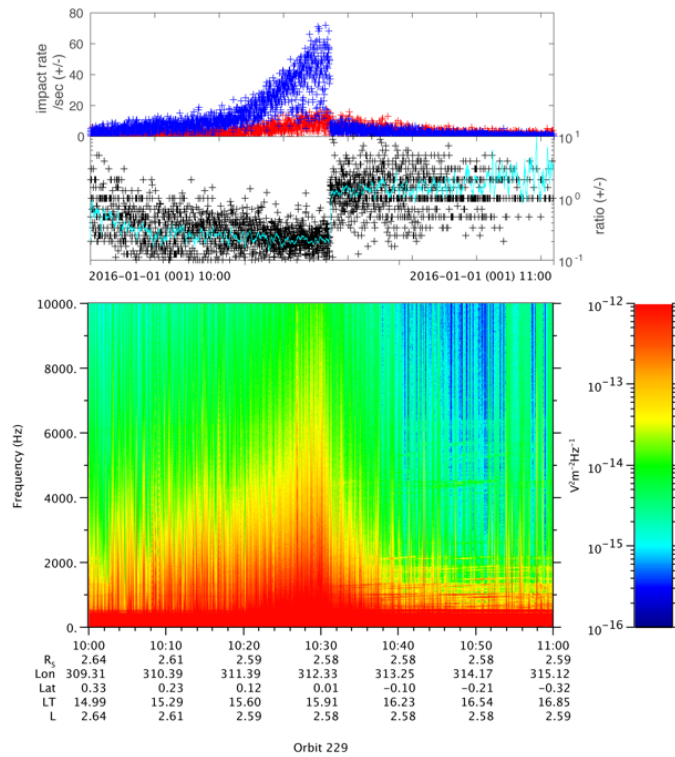 80
60
40
20
0
impact rate
/sec (+/-)
10^1
10^0
10^-1
ratio (+/-)
2016-01-01 (001) 10:00 2016-01-01 (001) 11:00
10000
8000.
6000.
4000.
2000.
0.
Frequency (Hz)
10^-12
10^-13
10^-14
10^-15
10^-16
V²m⁻²Hz⁻¹
10:00 10:10 10:20 10:30 10:40 10:50 11:00
R_S 2.64 2.61 2.59 2.58 2.58 2.58 2.59
Lon 309.31 310.39 311.39 312.33 313.25 314.17 315.12
Lat 0.33 0.23 0.12 0.01 -0.10 -0.21 -0.32
LT 14.99 15.29 15.60 15.91 16.23 16.54 16.85
L 2.64 2.61 2.59 2.58 2.58 2.58 2.59
Orbit 229